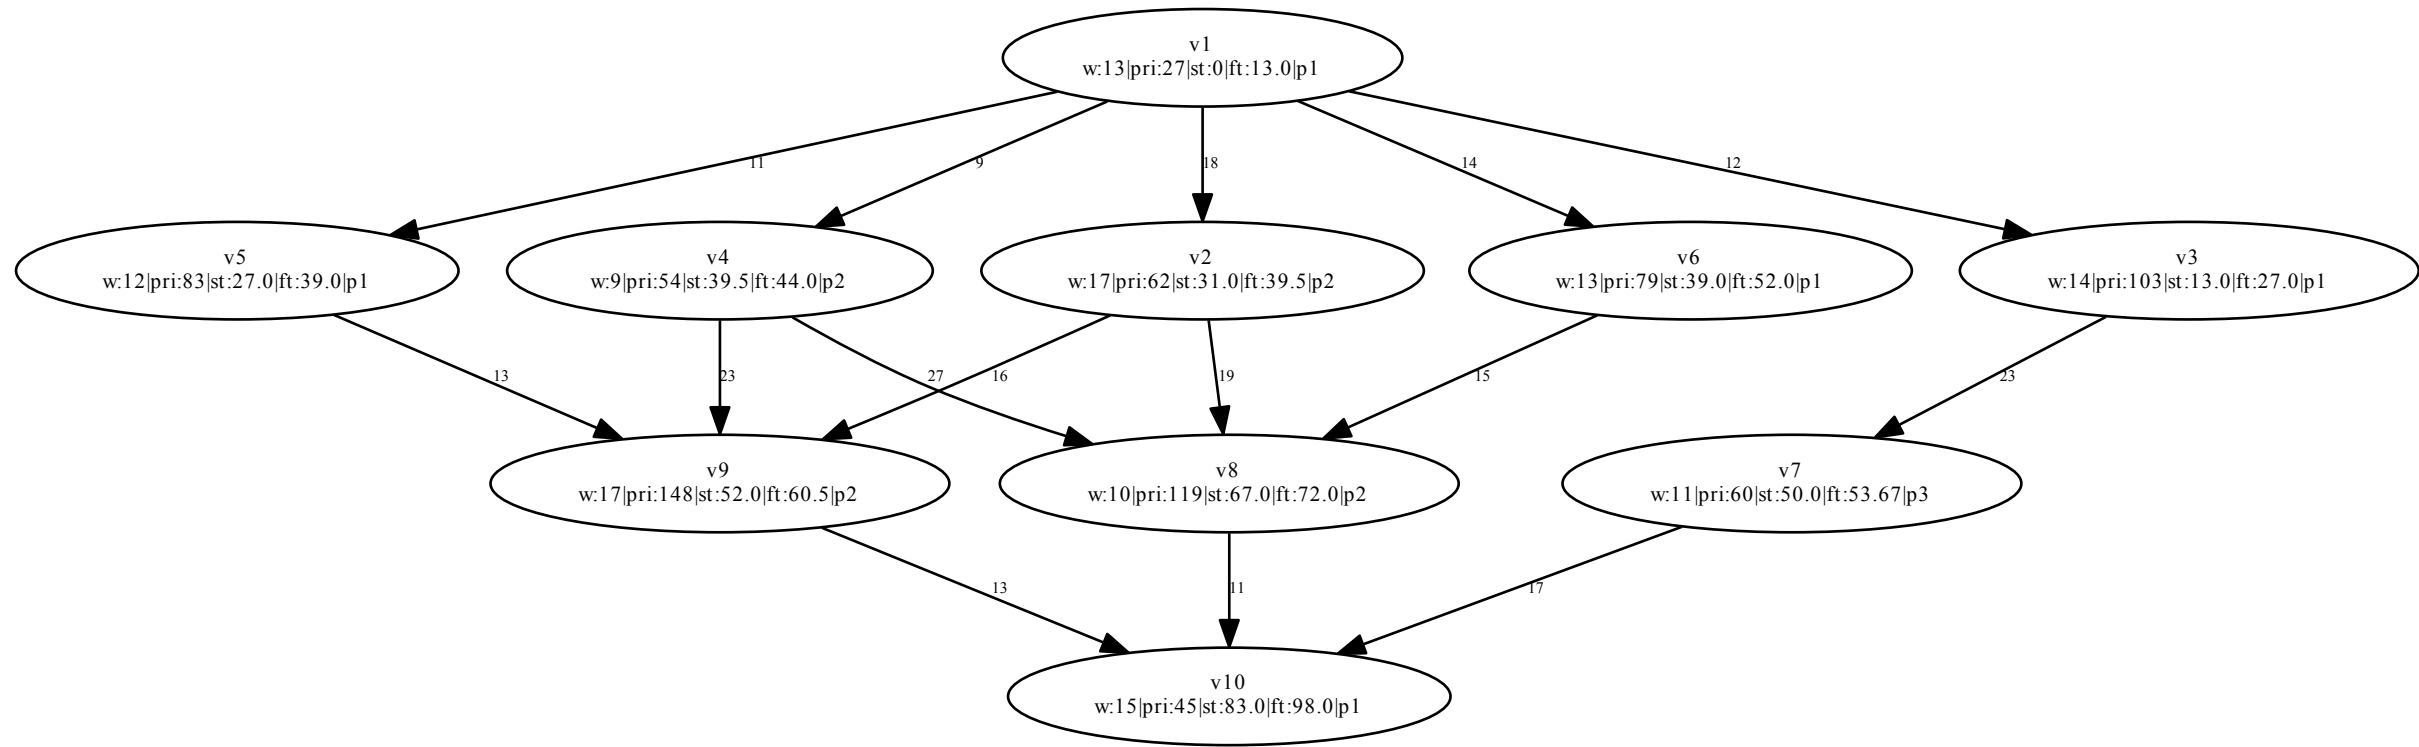 v1
w:13|pri:27|st:0|ft:13.0|p1
11
9
18
14
12
v5
w:12|pri:83|st:27.0|ft:39.0|p1
v4
w:9|pri:54|st:39.5|ft:44.0|p2
v2
w:17|pri:62|st:31.0|ft:39.5|p2
v6
w:13|pri:79|st:39.0|ft:52.0|p1
v3
w:14|pri:103|st:13.0|ft:27.0|p1
13
23
27
16
19
15
23
v9
w:17|pri:148|st:52.0|ft:60.5|p2
v8
w:10|pri:119|st:67.0|ft:72.0|p2
v7
w:11|pri:60|st:50.0|ft:53.67|p3
13
11
17
v10
w:15|pri:45|st:83.0|ft:98.0|p1